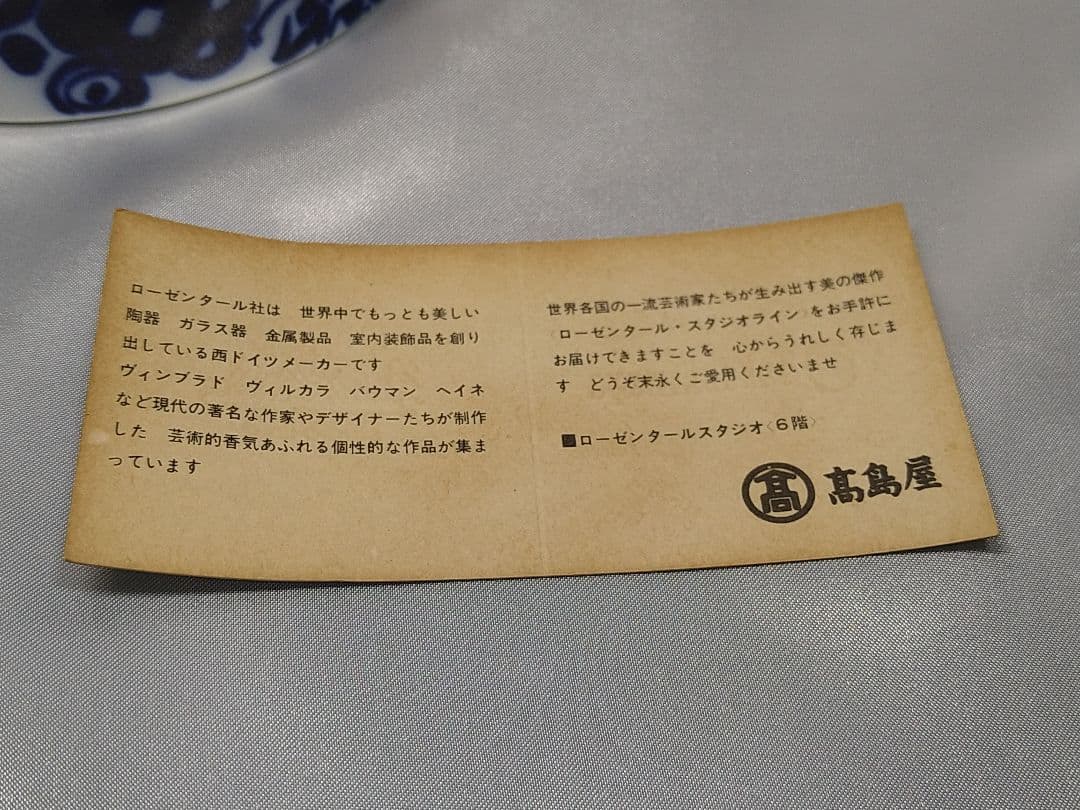 ローゼンタール社は　世界中でもっとも美しい
陶器　ガラス器　金属製品　室内装飾品を創り
出している西ドイツメーカーです
ヴィンブラド　ヴィルカラ　バウマン　ヘイネ
など現代の著名な作家やデザイナーたちが制作
した　芸術的香気あふれる個性的な作品が集ま
っています
世界各国の一流芸術家たちが生み出す美の傑作
〈ローゼンタール・スタジオライン〉をお手許に
お届けできますことを　心からうれしく存じま
す　どうぞ末永くご愛用くださいませ
■ローゼンタールスタジオ〈6階〉
髙 髙島屋